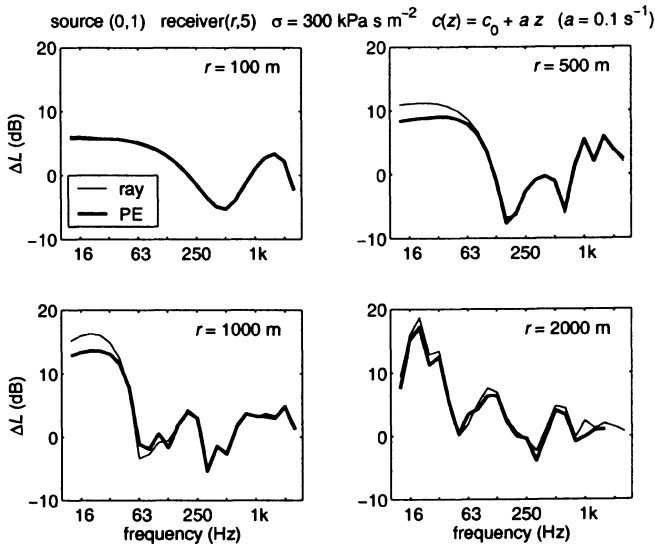 source (0,1) receiver(r,5) σ = 300 kPa s m⁻² c(z) = c₀ + a z (a = 0.1 s⁻¹)
20
10
0
−10
ΔL (dB)
r = 100 m
ray
PE
16 63 250 1k
20
10
0
−10
r = 500 m
16 63 250 1k
20
10
0
−10
ΔL (dB)
r = 1000 m
16 63 250 1k
frequency (Hz)
20
10
0
−10
r = 2000 m
16 63 250 1k
frequency (Hz)